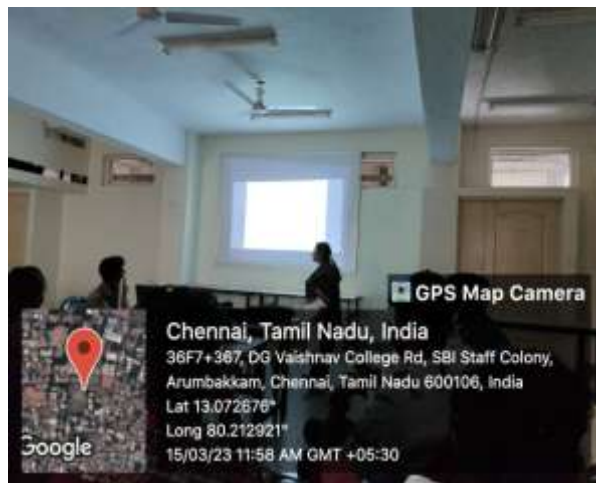 GPS Map Camera
Chennai, Tamil Nadu, India
36F7+367, DG Vaishnav College Rd, SBI Staff Colony,
Arumbakkam, Chennai, Tamil Nadu 600106, India
Lat 13.072676°
Long 80.212921°
15/03/23 11:58 AM GMT +05:30
Google